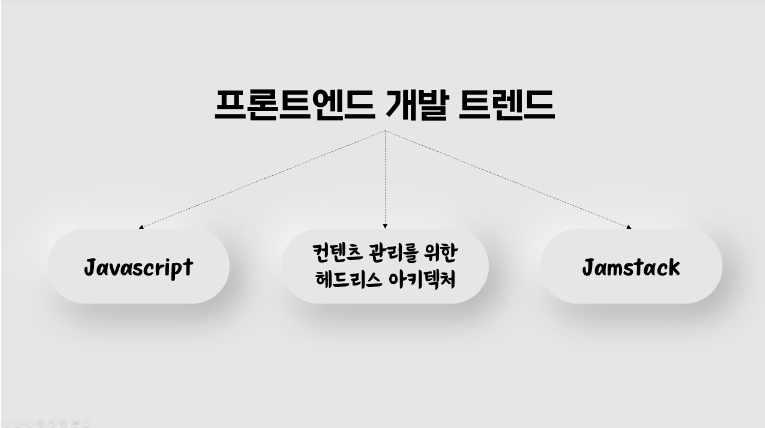 프론트엔드 개발 트렌드
Javascript
컨텐츠 관리를 위한
헤드리스 아키텍처
Jamstack